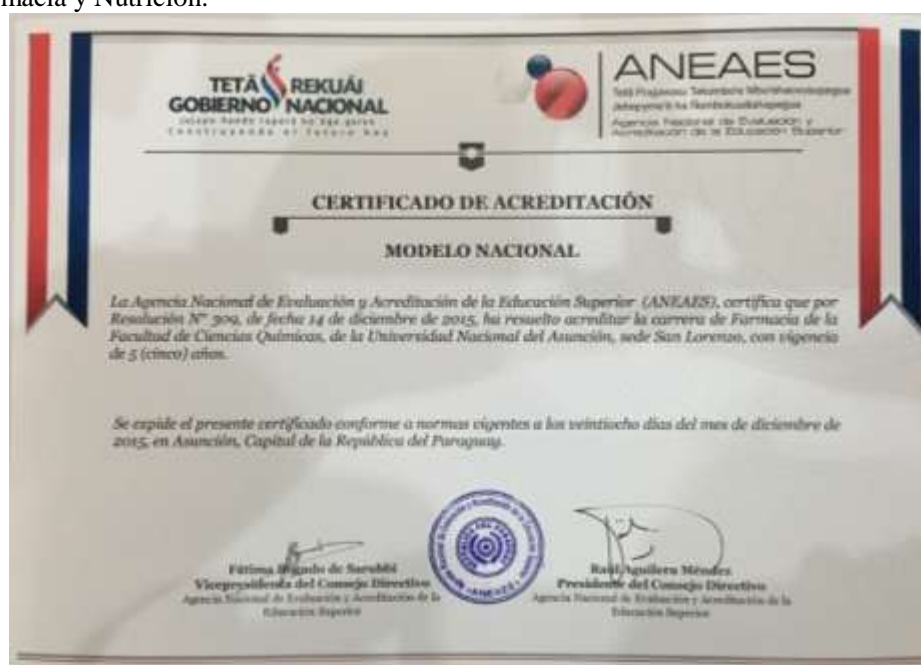 macia y Nutrición.
TETÃ REKUÁI
GOBIERNO NACIONAL
Construyendo el futuro hoy
ANEAES
Agencia Nacional de Evaluación y
Acreditación de la Educación Superior
CERTIFICADO DE ACREDITACIÓN
MODELO NACIONAL
La Agencia Nacional de Evaluación y Acreditación de la Educación Superior (ANEAES), certifica que por
Resolución N° 309, de fecha 14 de diciembre de 2015, ha resuelto acreditar la carrera de Farmacia de la
Facultad de Ciencias Químicas, de la Universidad Nacional del Asunción, sede San Lorenzo, con vigencia
de 5 (cinco) años.
Se expide el presente certificado conforme a normas vigentes a los veintiocho días del mes de diciembre de
2015, en Asunción, Capital de la República del Paraguay.
Fátima de Sarubbi
Vicepresidenta del Consejo Directivo
Agencia Nacional de Evaluación y Acreditación de la
Educación Superior
Raúl Aguilera Méndez
Presidente del Consejo Directivo
Agencia Nacional de Evaluación y Acreditación de la
Educación Superior